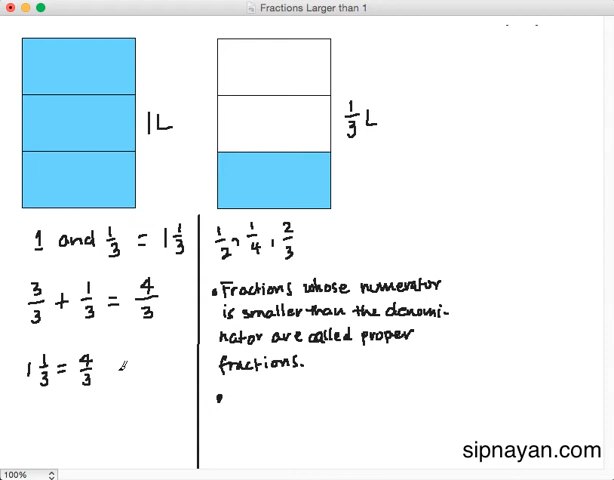 Fractions Larger than 1
1L
1/3 L
1 and 1/3 = 1 1/3
3/3 + 1/3 = 4/3
1 1/3 = 4/3
1/2, 1/4, 2/3
• Fractions whose numerator
is smaller than the denomi-
nator are called proper
fractions.
•
sipnayan.com
100%